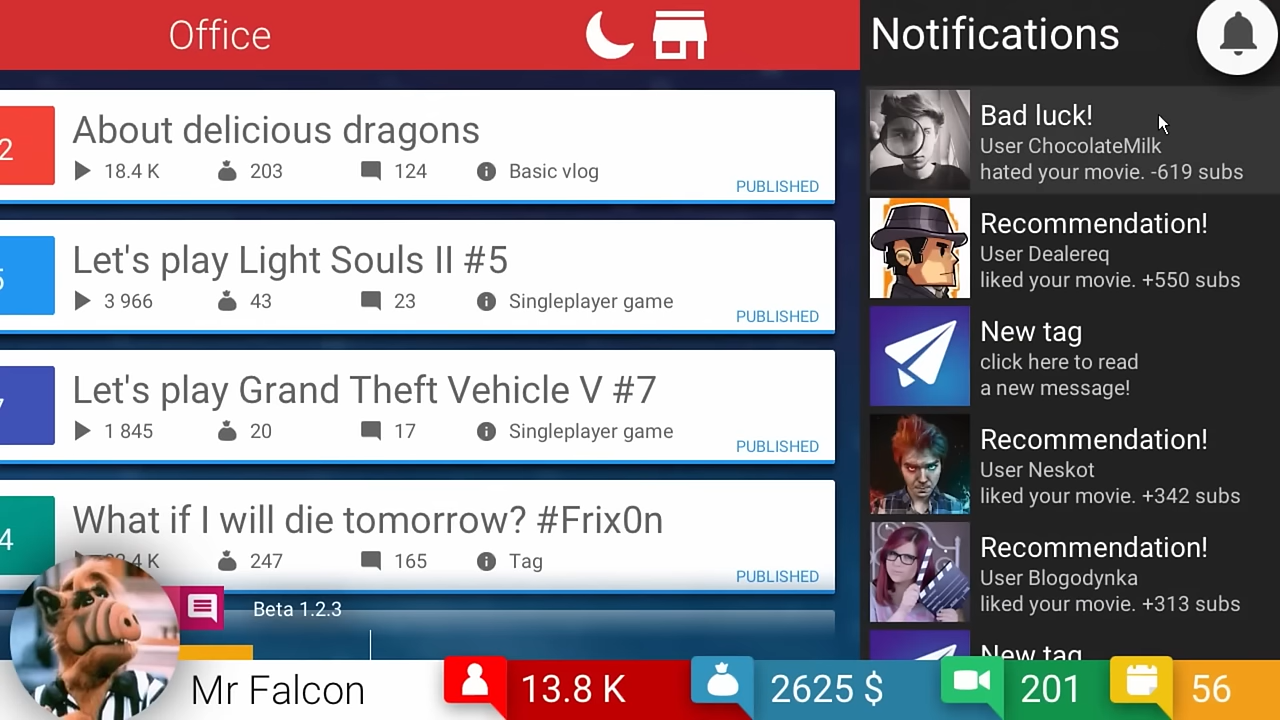 Office
2
About delicious dragons
18.4 K 203 124 Basic vlog
PUBLISHED
Let's play Light Souls II #5
3 966 43 23 Singleplayer game
PUBLISHED
Let's play Grand Theft Vehicle V #7
1 845 20 17 Singleplayer game
PUBLISHED
4
What if I will die tomorrow? #Frix0n
.4 K 247 165 Tag
PUBLISHED
Beta 1.2.3
Mr Falcon
13.8 K
2625 $
201
56
Notifications
Bad luck!
User ChocolateMilk
hated your movie. -619 subs
Recommendation!
User Dealereq
liked your movie. +550 subs
New tag
click here to read
a new message!
Recommendation!
User Neskot
liked your movie. +342 subs
Recommendation!
User Blogodynka
liked your movie. +313 subs
New tag